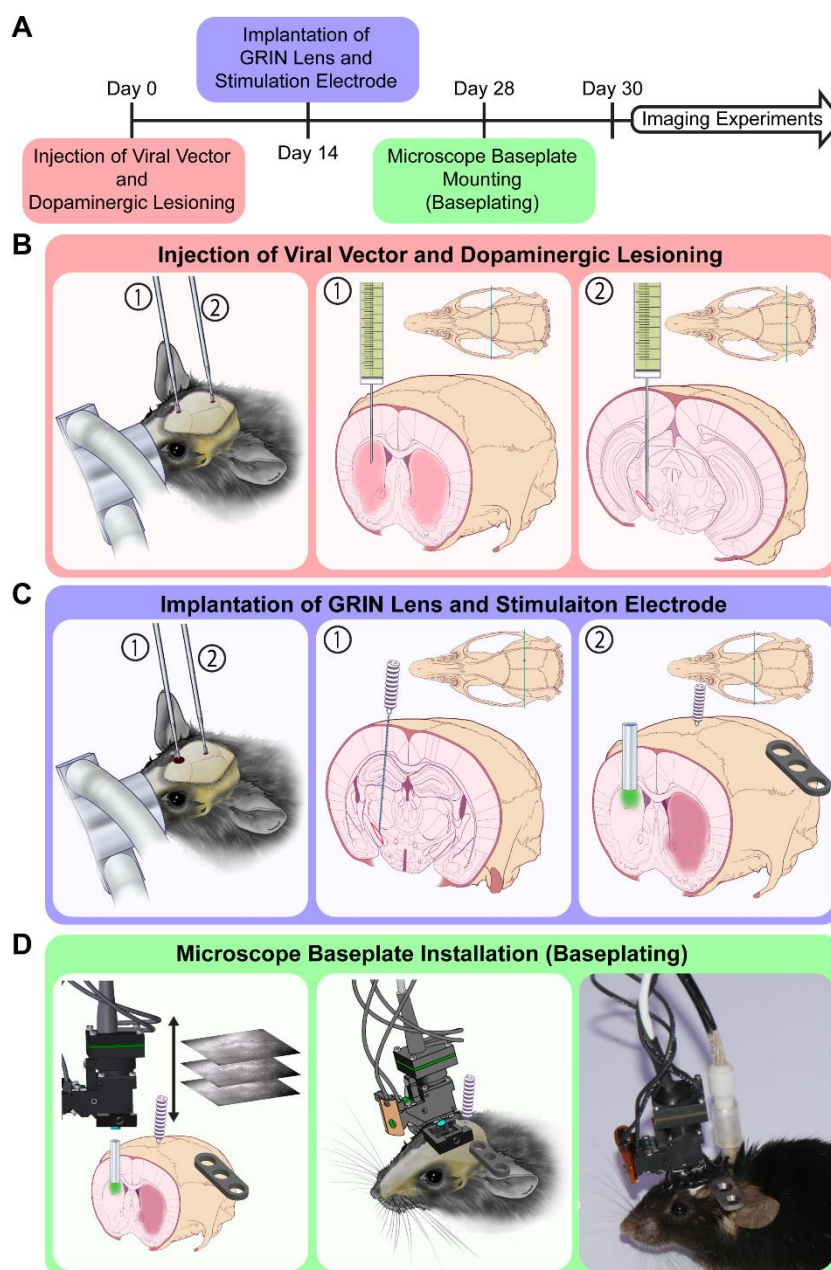 A
Implantation of
GRIN Lens and
Stimulation Electrode
Day 0
Day 28
Day 30
Imaging Experiments
Injection of Viral Vector
and
Dopaminergic Lesioning
Day 14
Microscope Baseplate
Mounting
(Baseplating)
B
Injection of Viral Vector and Dopaminergic Lesioning
1
2
1
2
C
Implantation of GRIN Lens and Stimulaiton Electrode
1
2
1
2
D
Microscope Baseplate Installation (Baseplating)